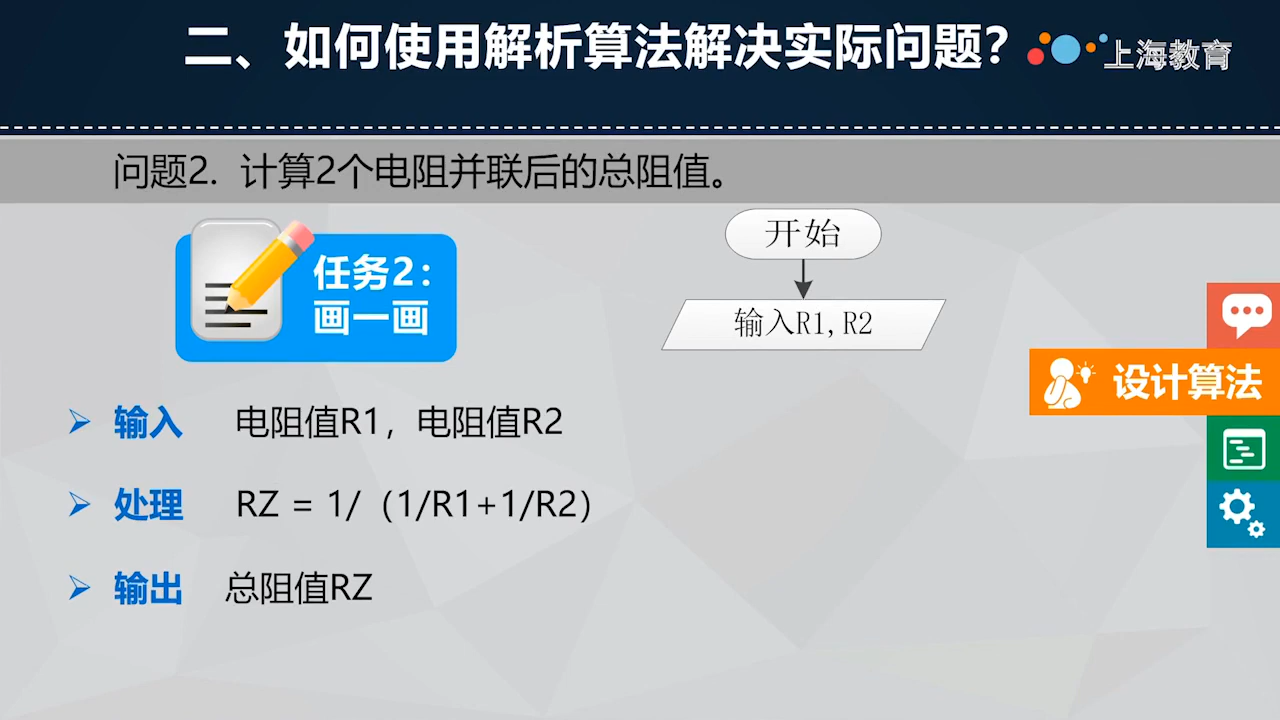 二、如何使用解析算法解决实际问题?
上海教育
问题2. 计算2个电阻并联后的总阻值。
任务2:
画一画
开始
输入R1,R2
设计算法
输入 电阻值R1，电阻值R2
处理 RZ = 1/（1/R1+1/R2）
输出 总阻值RZ